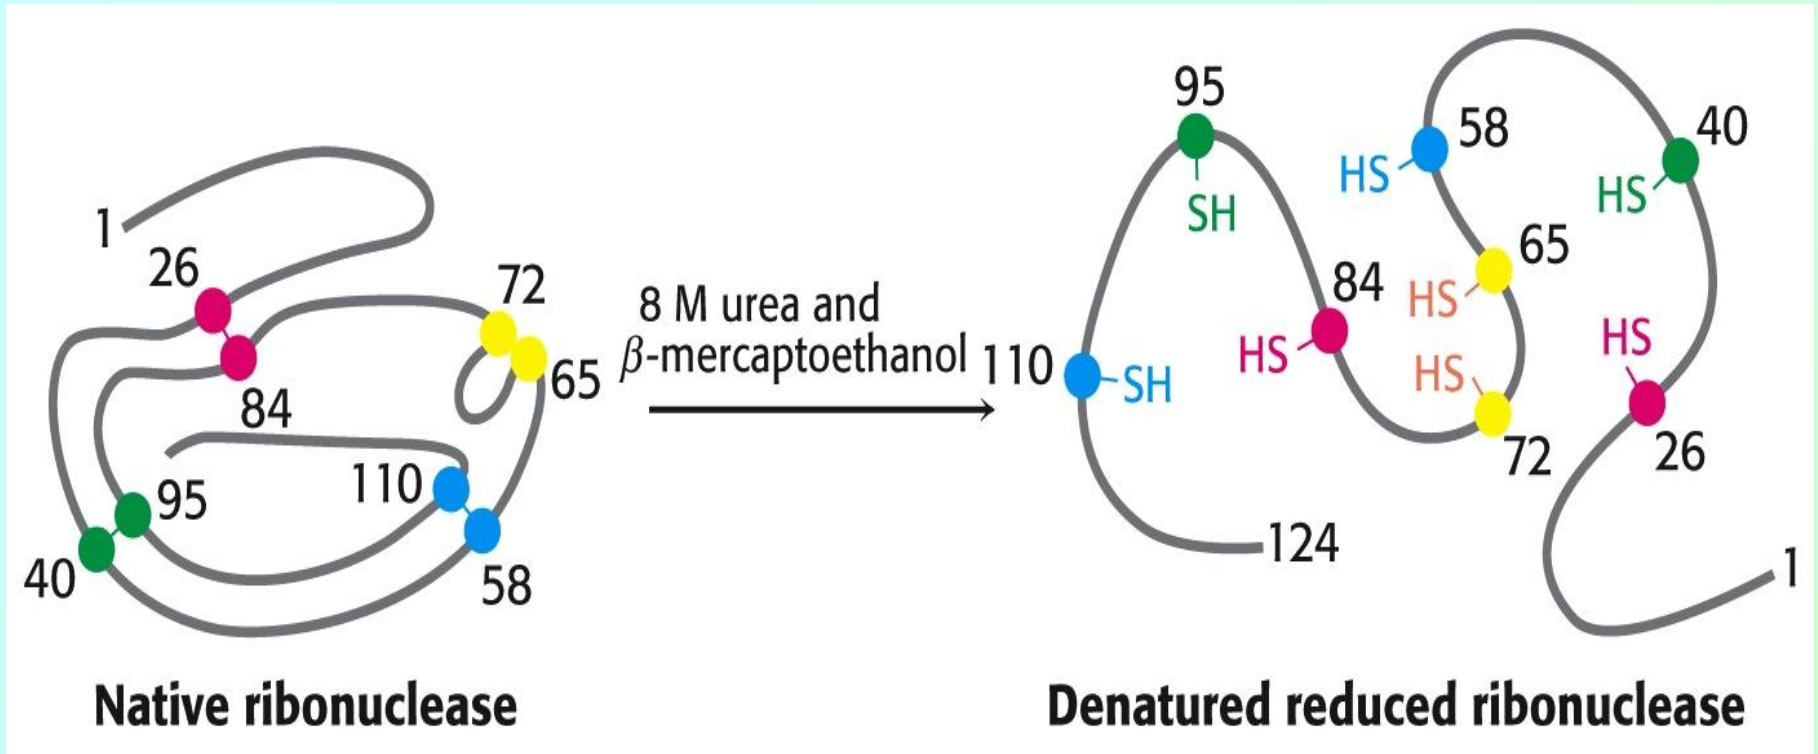 1
26
84
72
65
95
40
110
58
Native ribonuclease
8 M urea and
β-mercaptoethanol
95
SH
110
SH
124
HS
84
HS
58
HS
65
HS
72
HS
40
HS
26
1
Denatured reduced ribonuclease